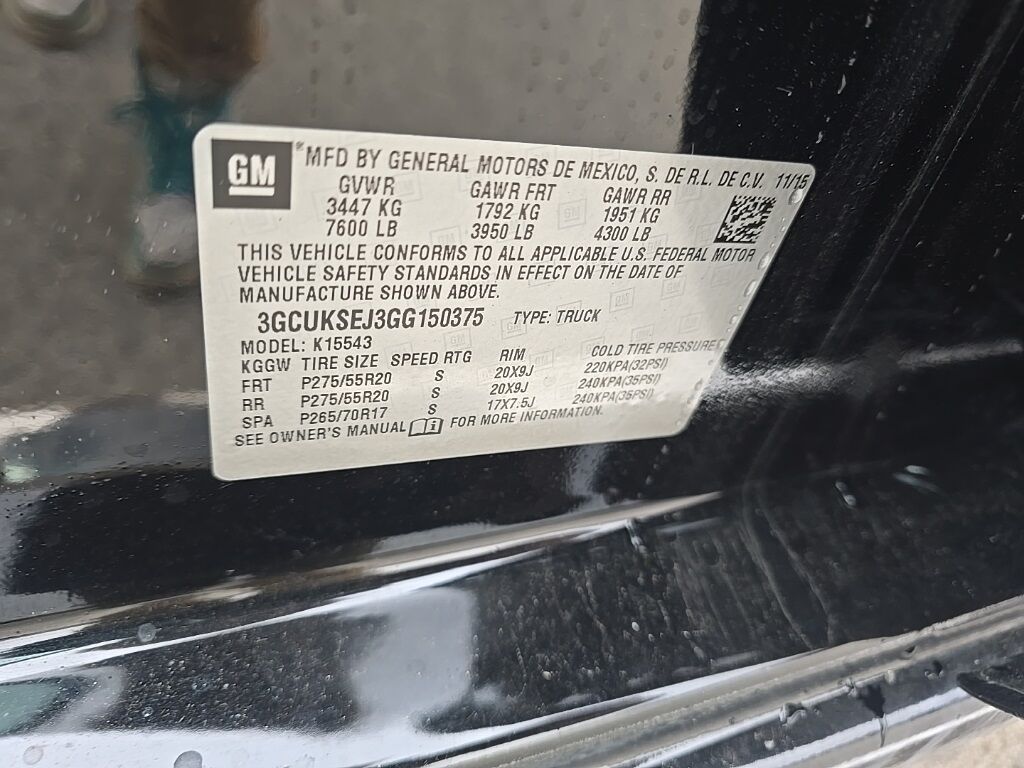 GM
®MFD BY GENERAL MOTORS DE MEXICO, S. DE R.L. DE C.V. 11/15
GVWR GAWR FRT GAWR RR
3447 KG 1792 KG 1951 KG
7600 LB 3950 LB 4300 LB
THIS VEHICLE CONFORMS TO ALL APPLICABLE U.S. FEDERAL MOTOR
VEHICLE SAFETY STANDARDS IN EFFECT ON THE DATE OF
MANUFACTURE SHOWN ABOVE.
3GCUKSEJ3GG150375 TYPE: TRUCK
MODEL: K15543
KGGW TIRE SIZE SPEED RTG RIM COLD TIRE PRESSURE
FRT P275/55R20 S 20X9J 220KPA(32PSI)
RR P275/55R20 S 20X9J 240KPA(35PSI)
SPA P265/70R17 S 17X7.5J 240KPA(35PSI)
SEE OWNER'S MANUAL FOR MORE INFORMATION.